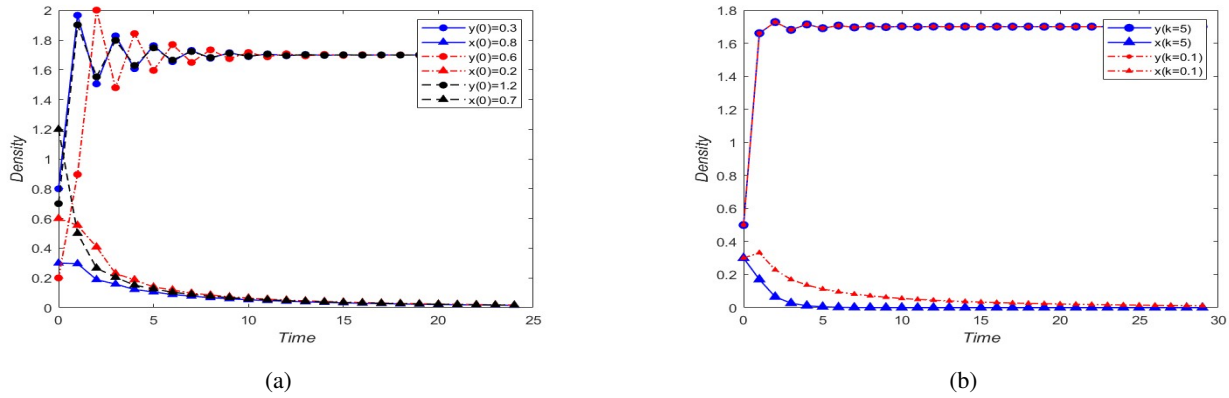 2
1.8
1.6
1.4
1.2
1
0.8
0.6
0.4
0.2
0
Density
0 5 10 15 20 25
Time
y(0)=0.3
x(0)=0.8
y(0)=0.6
x(0)=0.2
y(0)=1.2
x(0)=0.7
(a)
1.8
1.6
1.4
1.2
1
0.8
0.6
0.4
0.2
0
Density
0 5 10 15 20 25 30
Time
y(k=5)
x(k=5)
y(k=0.1)
x(k=0.1)
(b)